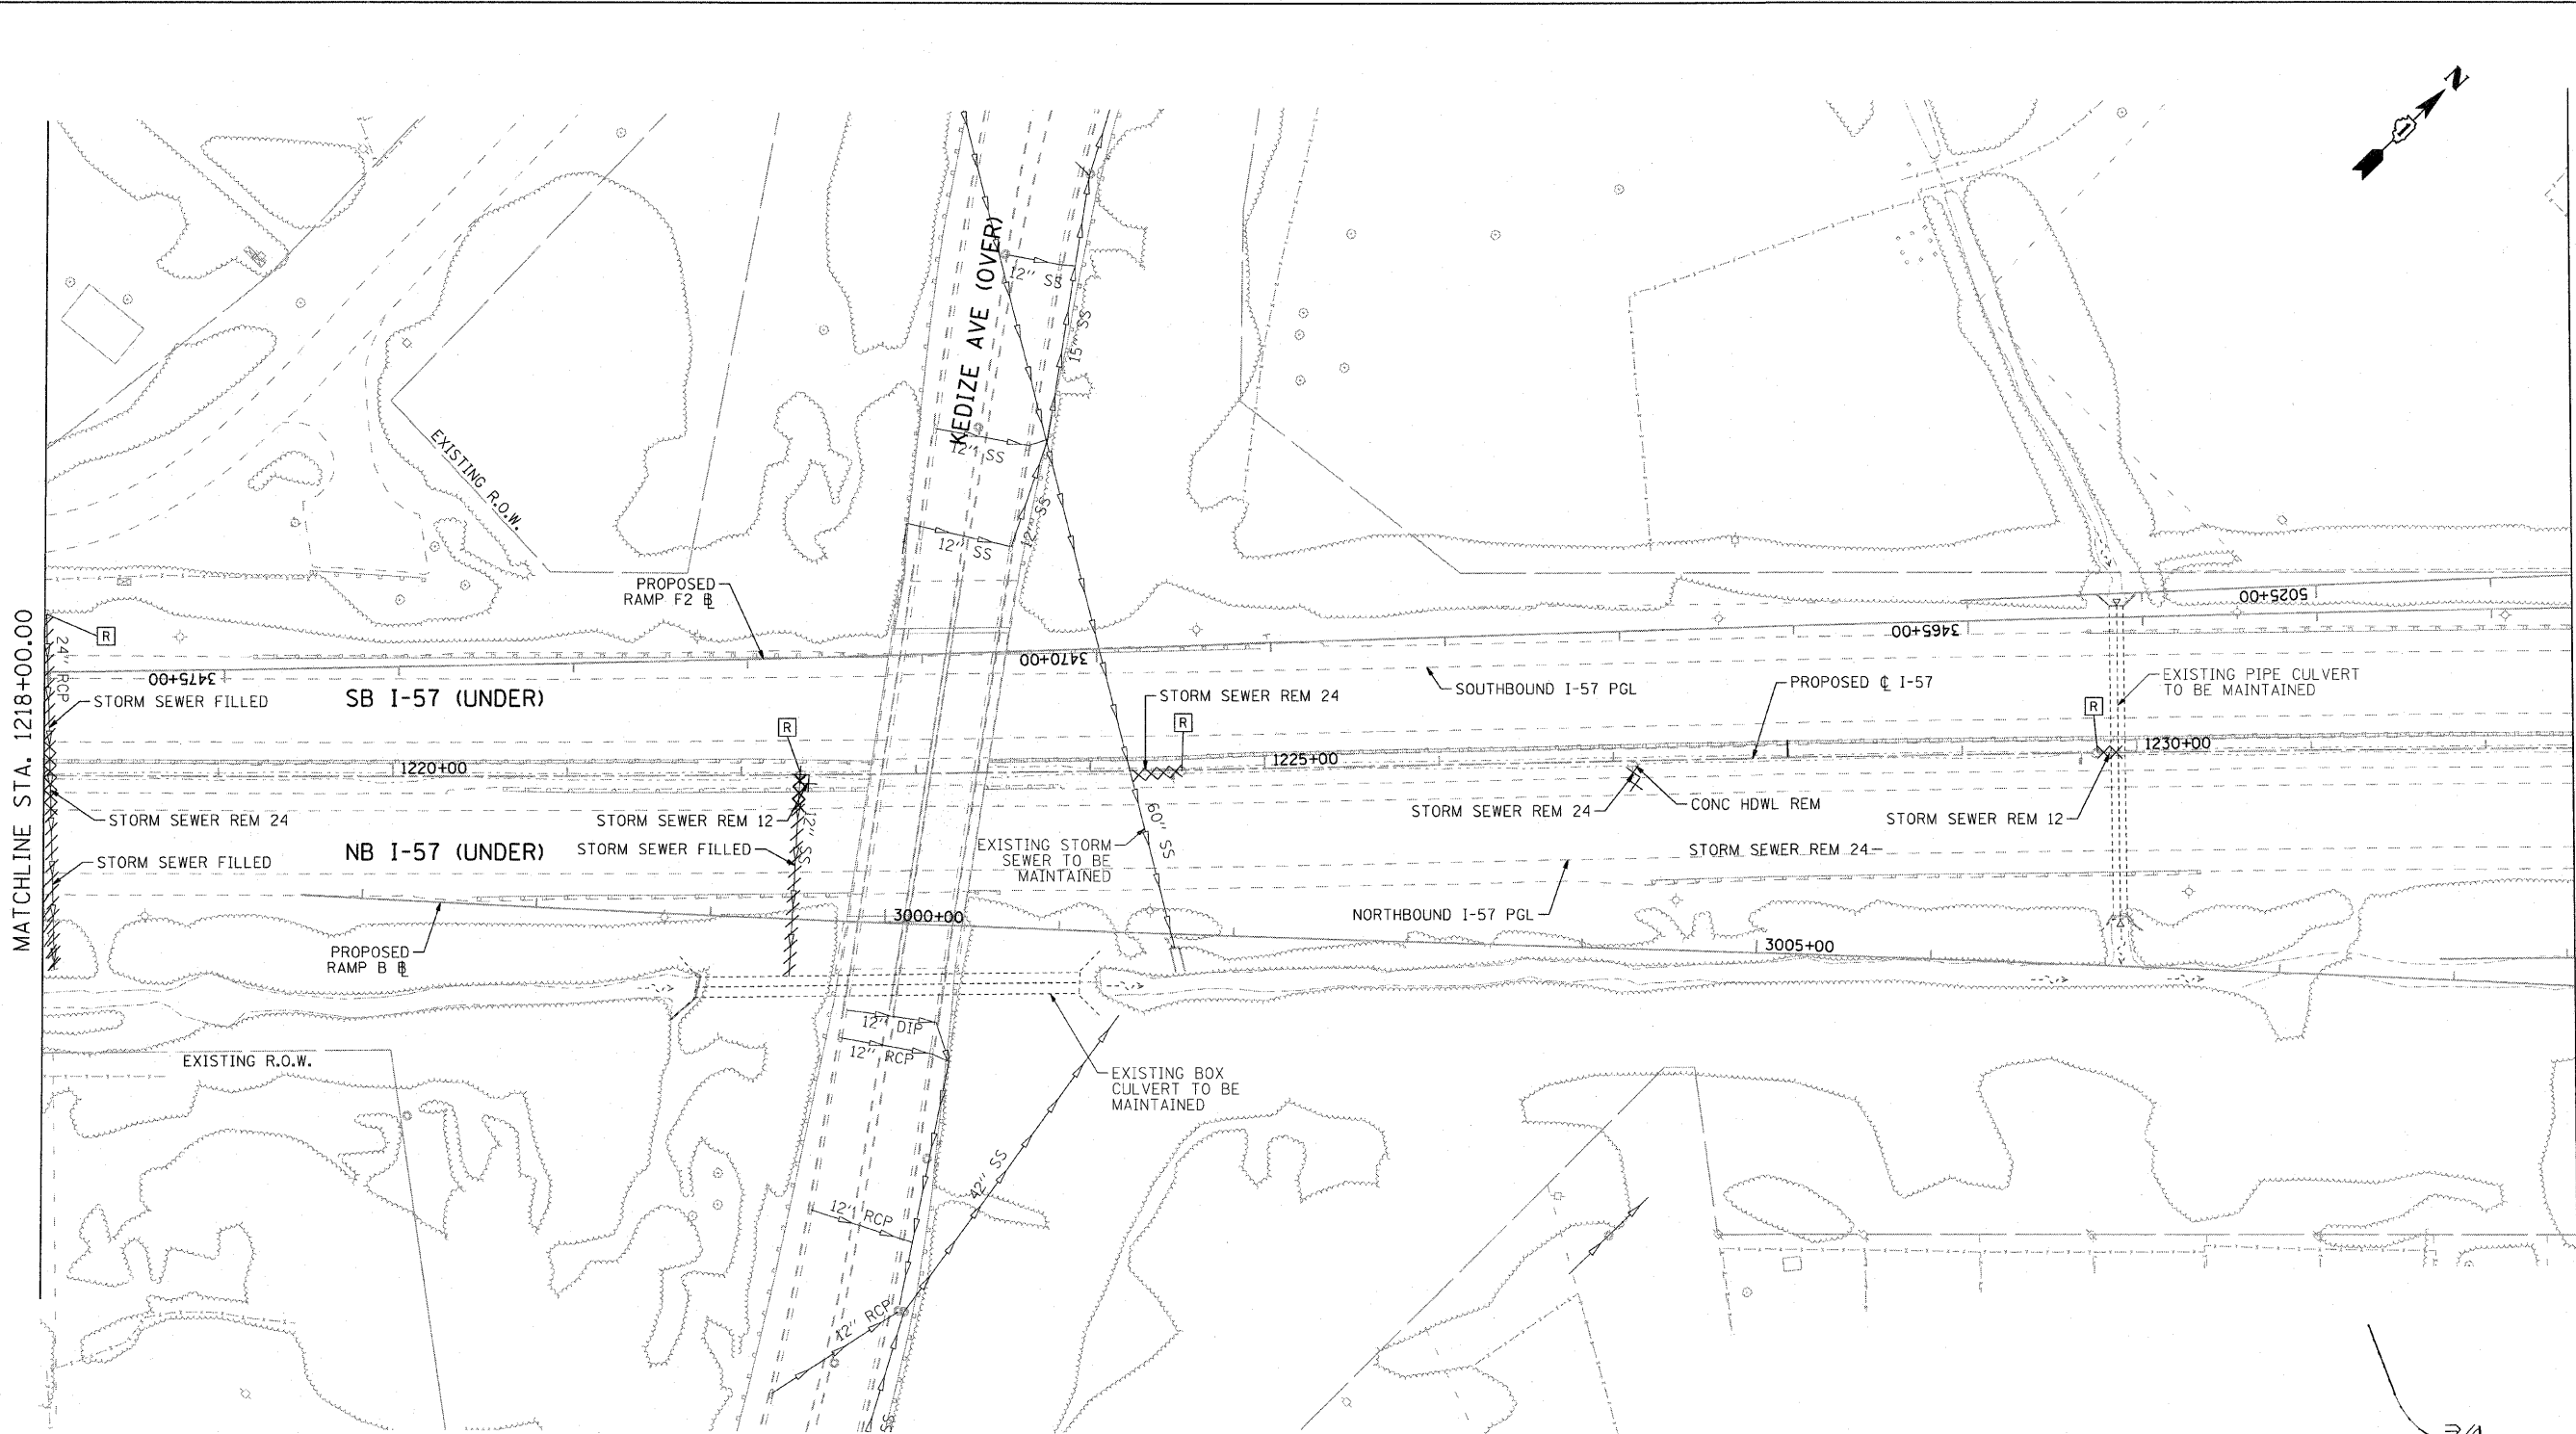 N
MATCHLINE STA. 1218+00.00
KEDIZE AVE (OVER)
12" SS
15" SS
12" SS
12" SS
12" SS
EXISTING R.O.W.
PROPOSED
RAMP F2 B
R
24" RCP
3475+00
3470+00
3465+00
5025+00
STORM SEWER FILLED
SB I-57 (UNDER)
STORM SEWER REM 24
SOUTHBOUND I-57 PGL
PROPOSED ℄ I-57
EXISTING PIPE CULVERT
TO BE MAINTAINED
R
R
R
1220+00
1225+00
1230+00
STORM SEWER REM 24
STORM SEWER REM 12
12" SS
STORM SEWER REM 24
CONC HDWL REM
STORM SEWER REM 12
STORM SEWER FILLED
NB I-57 (UNDER)
STORM SEWER FILLED
EXISTING STORM
SEWER TO BE
MAINTAINED
60" SS
STORM SEWER REM 24
3000+00
NORTHBOUND I-57 PGL
3005+00
PROPOSED
RAMP B B
12" DIP
12" RCP
EXISTING R.O.W.
EXISTING BOX
CULVERT TO BE
MAINTAINED
42" SS
12" RCP
12" RCP
SS